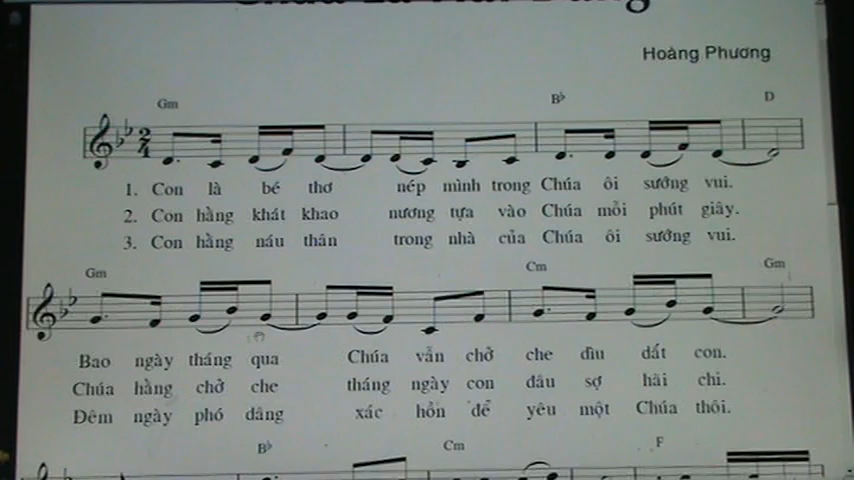 Hoàng Phương
Gm B♭ D
2
4
1. Con là bé thơ nép mình trong Chúa ôi sướng vui.
2. Con hằng khát khao nương tựa vào Chúa mỗi phút giây.
3. Con hằng náu thân trong nhà của Chúa ôi sướng vui.
Gm Cm Gm
Bao ngày tháng qua Chúa vẫn chở che dìu dắt con.
Chúa hằng chở che tháng ngày con đâu sợ hãi chi.
Đêm ngày phó dâng xác hồn để yêu một Chúa thôi.
B♭ Cm F